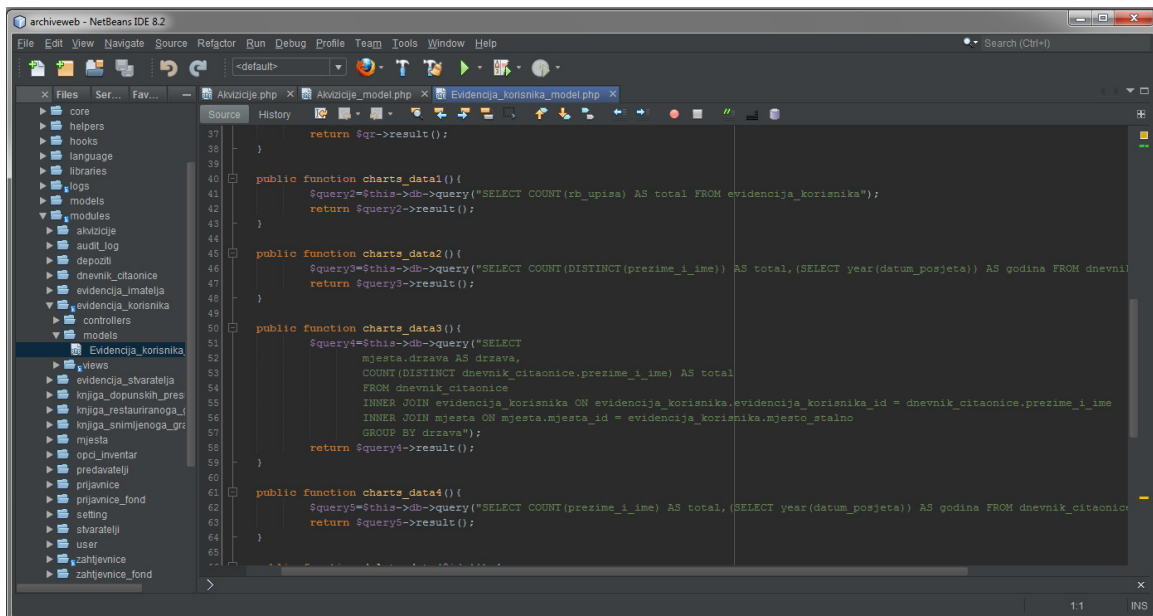 archiveweb - NetBeans IDE 8.2
File Edit View Navigate Source Refactor Run Debug Profile Team Tools Window Help
Search (Ctrl+I)
<default>
Files Ser... Fav...
Akvizicije.php
Akvizicije_model.php
Evidencija_korisnika_model.php
Source History
core
helpers
hooks
language
libraries
logs
models
modules
akvizicije
audit_log
depoziti
dnevnik_citaonice
evidencija_imatelja
evidencija_korisnika
controllers
models
Evidencija_korisnika_
views
evidencija_stvaratelja
knjiga_dopunskih_pres
knjiga_restauriranoga_g
knjiga_snimljenoga_gra
mjesta
opci_inventar
predavatelji
prijavnice
prijavnice_fond
setting
stvaratelji
user
zahtjevnice
zahtjevnice_fond
37 return $qr->result();
38 }
39
40 public function charts_data1(){
41 $query2=$this->db->query("SELECT COUNT(rb_upisa) AS total FROM evidencija_korisnika");
42 return $query2->result();
43 }
44
45 public function charts_data2(){
46 $query3=$this->db->query("SELECT COUNT(DISTINCT(prezime_i_ime)) AS total,(SELECT year(datum_posjeta)) AS godina FROM dnevni
47 return $query3->result();
48 }
49
50 public function charts_data3(){
51 $query4=$this->db->query("SELECT
52 mjesta.drzava AS drzava,
53 COUNT(DISTINCT dnevnik_citaonice.prezime_i_ime) AS total
54 FROM dnevnik_citaonice
55 INNER JOIN evidencija_korisnika ON evidencija_korisnika.evidencija_korisnika_id = dnevnik_citaonice.prezime_i_ime
56 INNER JOIN mjesta ON mjesta.mjesta_id = evidencija_korisnika.mjesto_stalno
57 GROUP BY drzava");
58 return $query4->result();
59 }
60
61 public function charts_data4(){
62 $query5=$this->db->query("SELECT COUNT(prezime_i_ime) AS total,(SELECT year(datum_posjeta)) AS godina FROM dnevnik_citaonice
63 return $query5->result();
64 }
65
1:1 INS